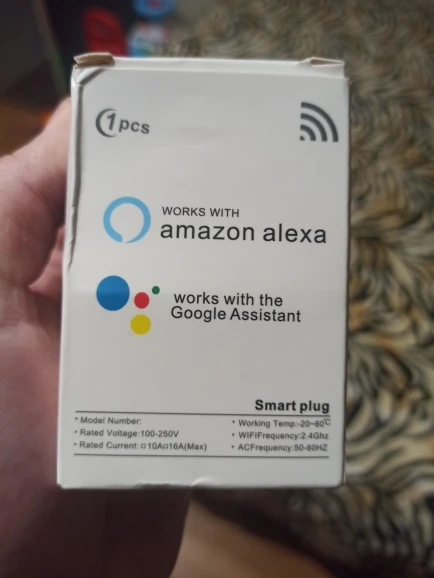 1pcs
WORKS WITH
amazon alexa
works with the
Google Assistant
Smart plug
* Model Number:
* Rated Voltage:100-250V
* Rated Current: □10A□16A(Max)
* Working Temp:-20~60℃
* WIFIFrequency:2.4Ghz
* ACFrequency:50-60HZ